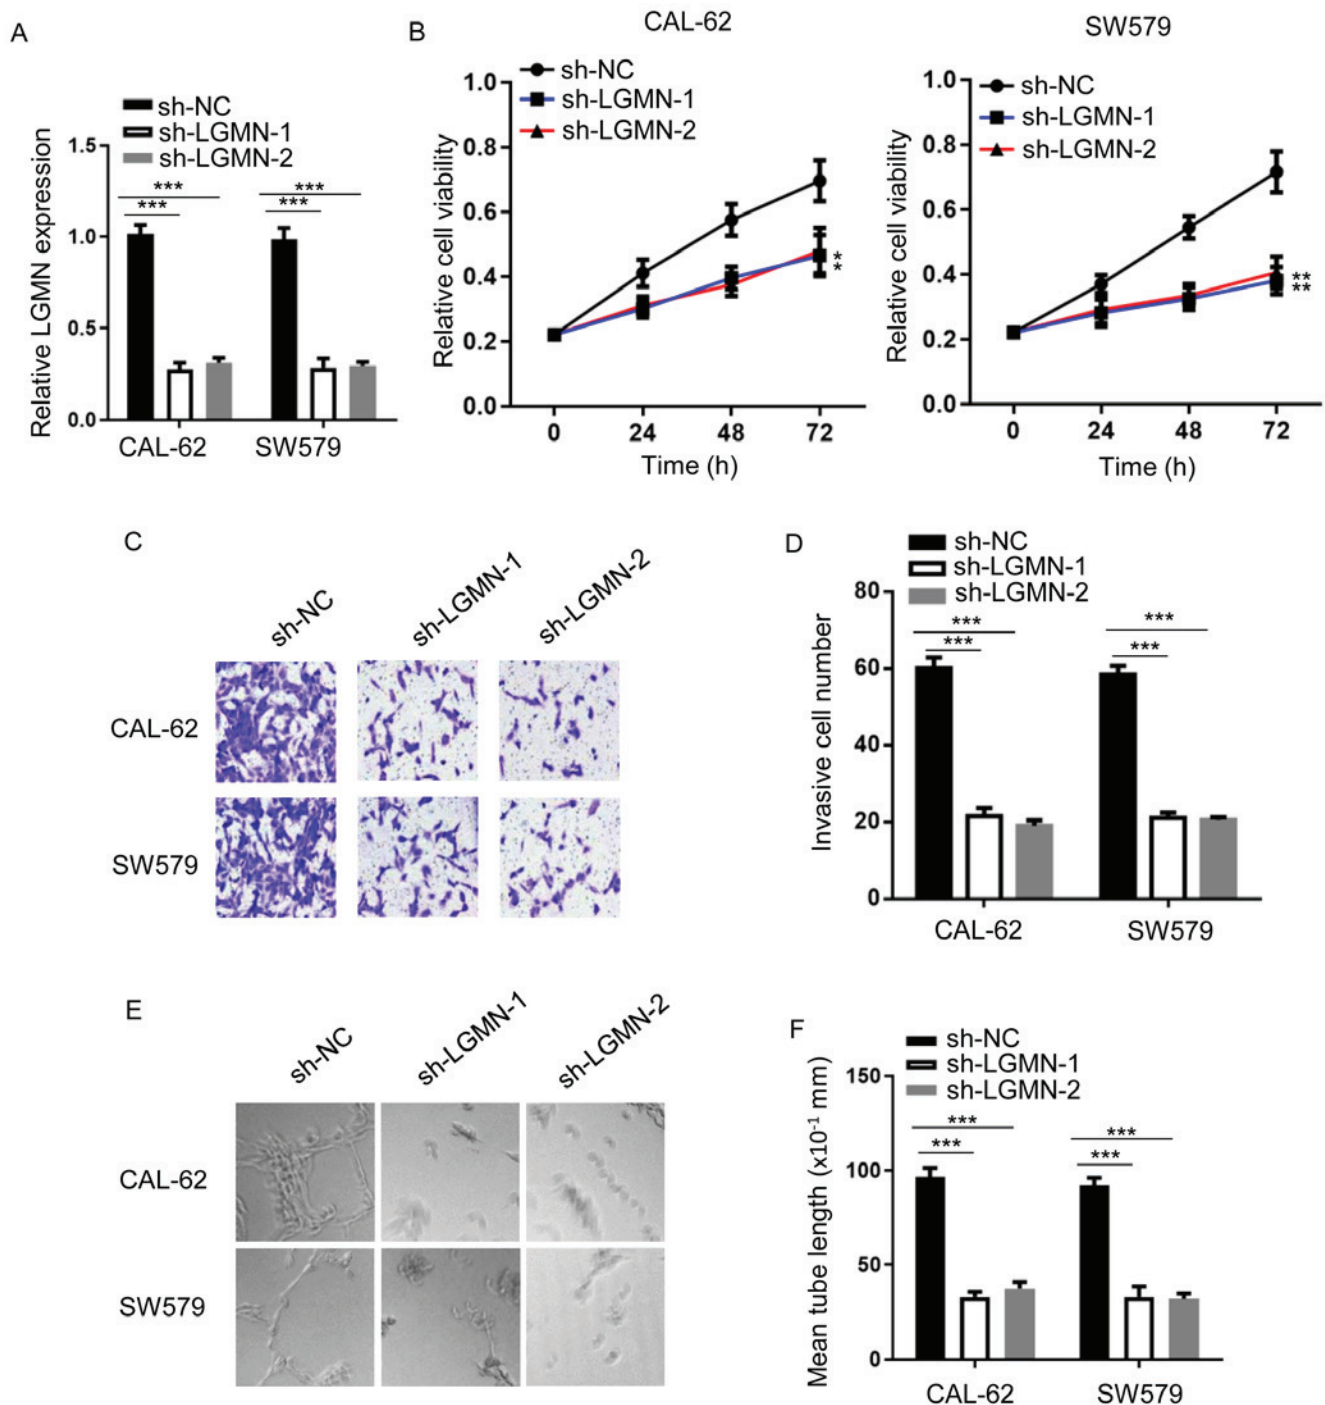 A
sh-NC
sh-LGMN-1
sh-LGMN-2
Relative LGMN expression
1.5
1.0
0.5
0.0
***
***
***
***
CAL-62
SW579
B
CAL-62
sh-NC
sh-LGMN-1
sh-LGMN-2
Relative cell viability
1.0
0.8
0.6
0.4
0.2
0.0
*
*
0 24 48 72
Time (h)
SW579
sh-NC
sh-LGMN-1
sh-LGMN-2
Relative cell viability
1.0
0.8
0.6
0.4
0.2
0.0
**
**
0 24 48 72
Time (h)
C
sh-NC
sh-LGMN-1
sh-LGMN-2
CAL-62
SW579
D
sh-NC
sh-LGMN-1
sh-LGMN-2
Invasive cell number
80
60
40
20
0
***
***
***
***
CAL-62
SW579
E
sh-NC
sh-LGMN-1
sh-LGMN-2
CAL-62
SW579
F
sh-NC
sh-LGMN-1
sh-LGMN-2
Mean tube length (x10⁻¹ mm)
150
100
50
0
***
***
***
***
CAL-62
SW579